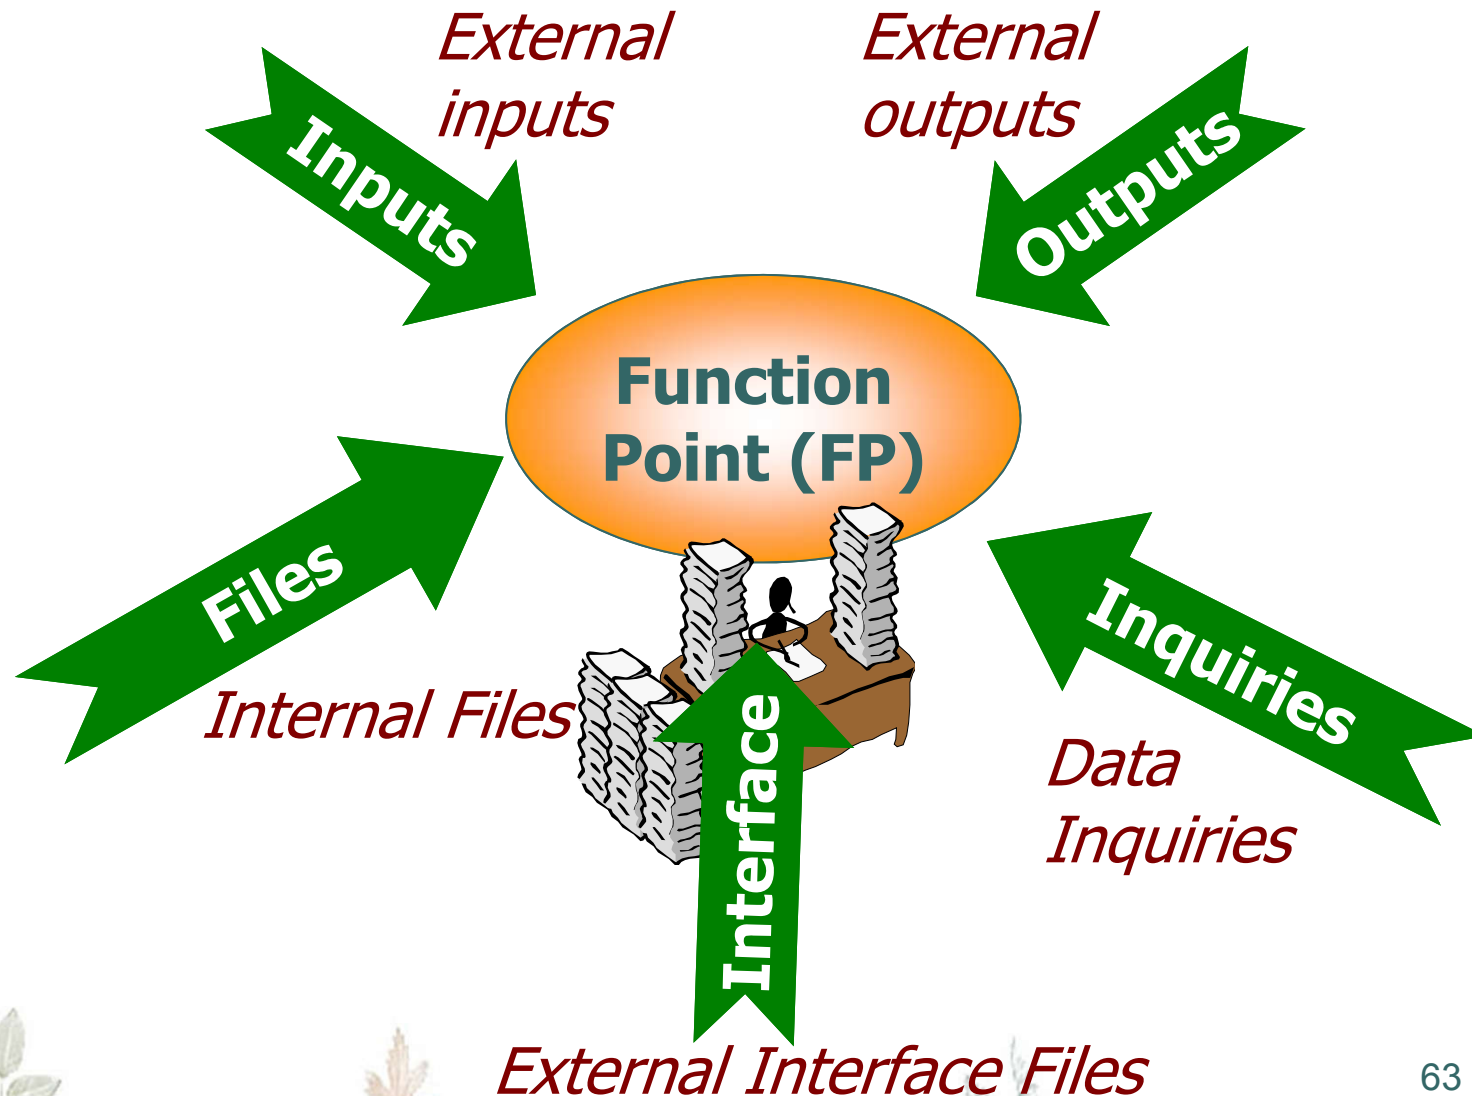 External
inputs
External
outputs
Inputs
Outputs
Function
Point (FP)
Files
Inquiries
Internal Files
Interface
Data
Inquiries
External Interface Files
63